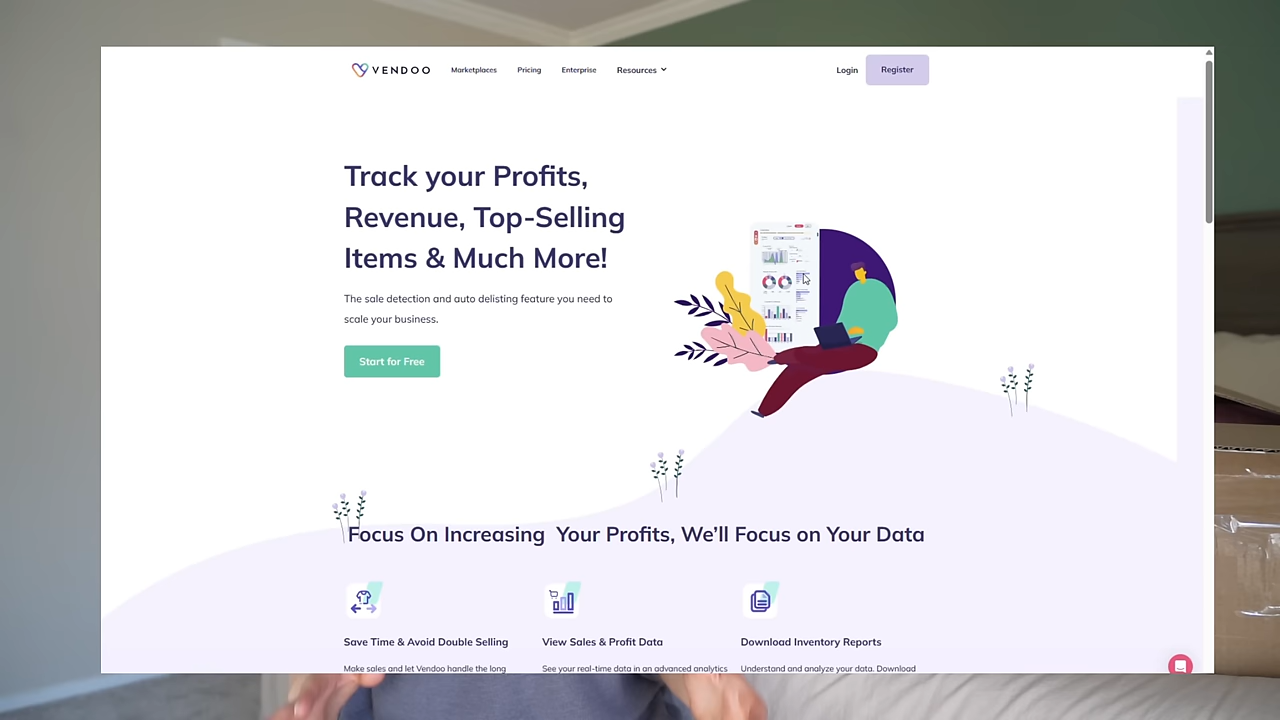 VENDOO
Marketplaces
Pricing
Enterprise
Resources
Login
Register
Track your Profits,
Revenue, Top-Selling
Items & Much More!
The sale detection and auto delisting feature you need to
scale your business.
Start for Free
Focus On Increasing Your Profits, We'll Focus on Your Data
Save Time & Avoid Double Selling
View Sales & Profit Data
Download Inventory Reports
Make sales and let Vendoo handle the long
See your real-time data in an advanced analytics
Understand and analyze your data. Download